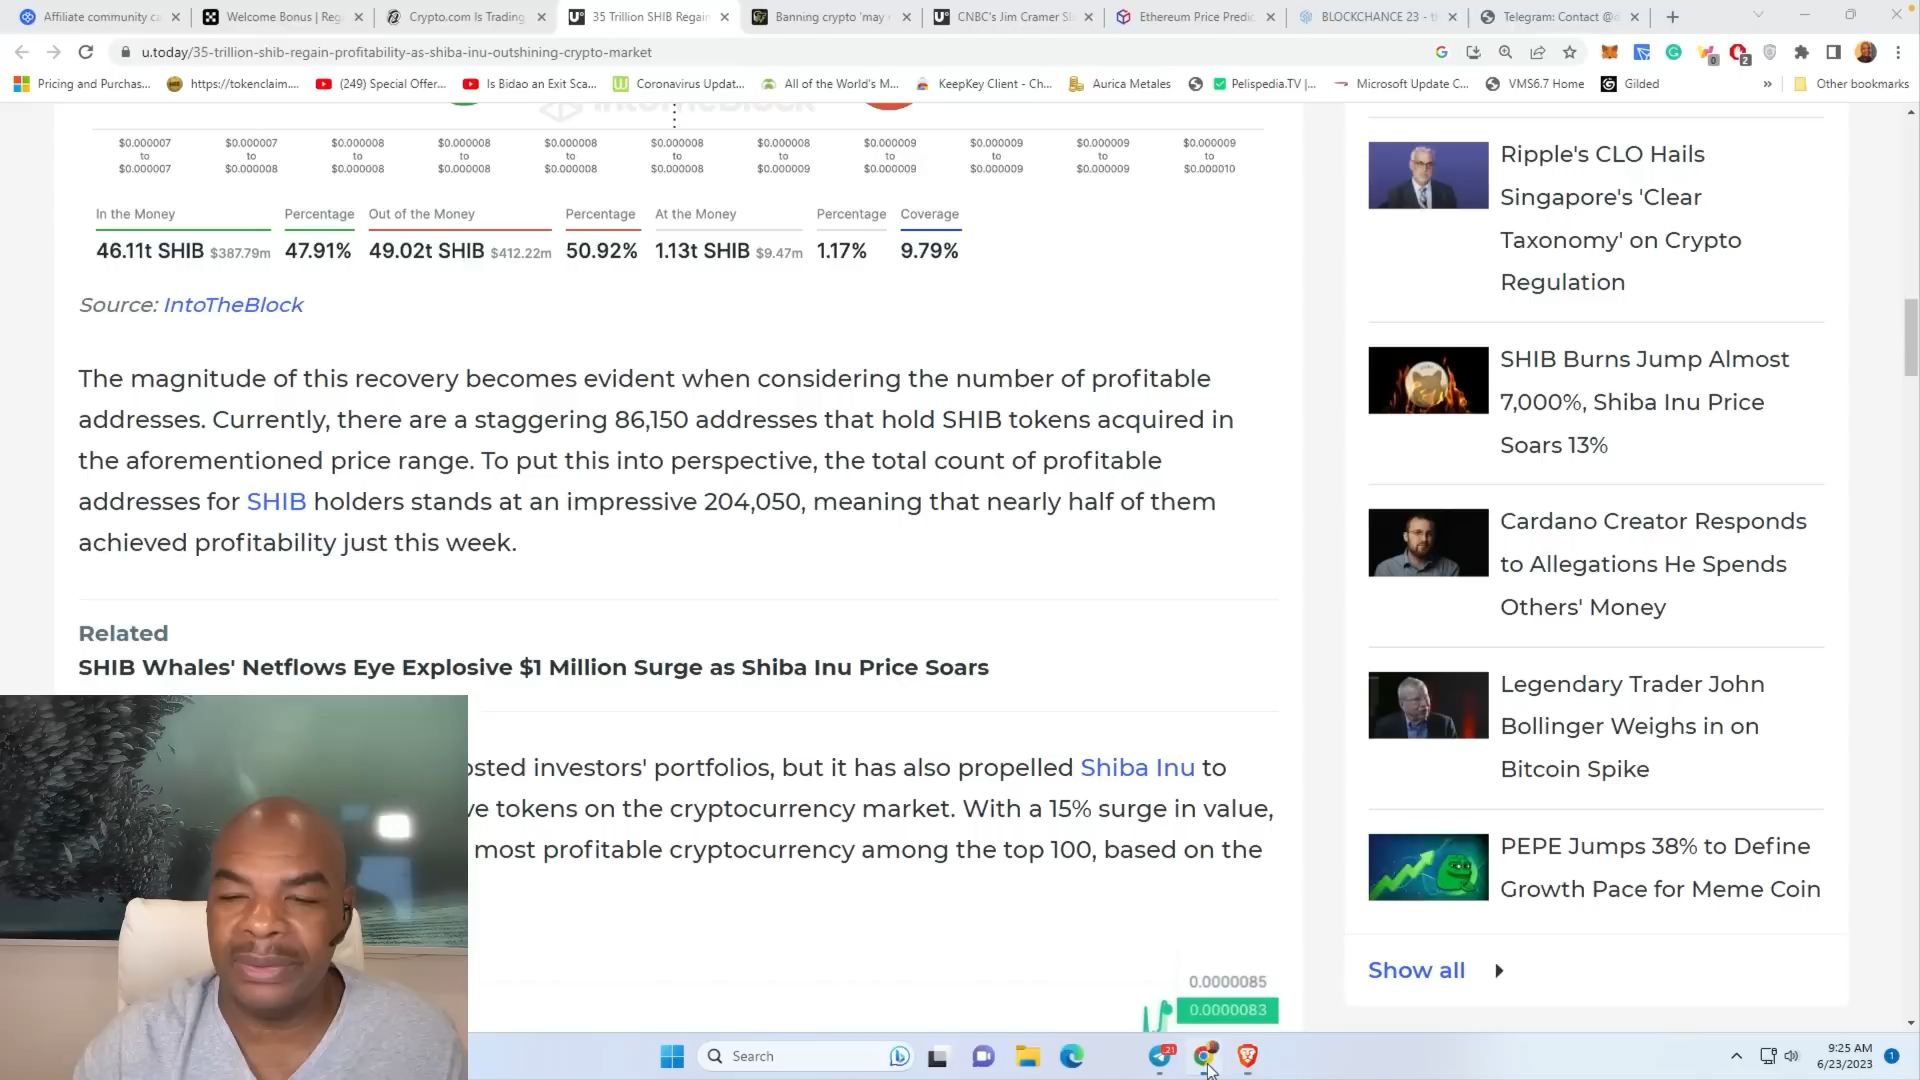 Affiliate community ca
Welcome Bonus | Reg
Crypto.com Is Trading
35 Trillion SHIB Regain
Banning crypto 'may
CNBC's Jim Cramer Sl
Ethereum Price Predic
BLOCKCHANCE 23 - t
Telegram: Contact @
u.today/35-trillion-shib-regain-profitability-as-shiba-inu-outshining-crypto-market
Pricing and Purchas...
https://tokenclaim....
(249) Special Offer...
Is Bidao an Exit Sca...
Coronavirus Updat...
All of the World's M...
KeepKey Client - Ch...
Aurica Metales
Pelispedia.TV |...
Microsoft Update C...
VMS6.7 Home
Gilded
Other bookmarks
IntoTheBlock
$0.000007 to $0.000007
$0.000007 to $0.000008
$0.000008 to $0.000008
$0.000008 to $0.000008
$0.000008 to $0.000008
$0.000008 to $0.000008
$0.000008 to $0.000009
$0.000009 to $0.000009
$0.000009 to $0.000009
$0.000009 to $0.000009
$0.000009 to $0.000010
In the Money Percentage Out of the Money Percentage At the Money Percentage Coverage
46.11t SHIB $387.79m 47.91% 49.02t SHIB $412.22m 50.92% 1.13t SHIB $9.47m 1.17% 9.79%
Source: IntoTheBlock
The magnitude of this recovery becomes evident when considering the number of profitable
addresses. Currently, there are a staggering 86,150 addresses that hold SHIB tokens acquired in
the aforementioned price range. To put this into perspective, the total count of profitable
addresses for SHIB holders stands at an impressive 204,050, meaning that nearly half of them
achieved profitability just this week.
Related
SHIB Whales' Netflows Eye Explosive $1 Million Surge as Shiba Inu Price Soars
osted investors' portfolios, but it has also propelled Shiba Inu to
ve tokens on the cryptocurrency market. With a 15% surge in value,
most profitable cryptocurrency among the top 100, based on the
0.0000085
0.0000083
Ripple's CLO Hails
Singapore's 'Clear
Taxonomy' on Crypto
Regulation
SHIB Burns Jump Almost
7,000%, Shiba Inu Price
Soars 13%
Cardano Creator Responds
to Allegations He Spends
Others' Money
Legendary Trader John
Bollinger Weighs in on
Bitcoin Spike
PEPE Jumps 38% to Define
Growth Pace for Meme Coin
Show all
Search
21
9:25 AM
6/23/2023
1